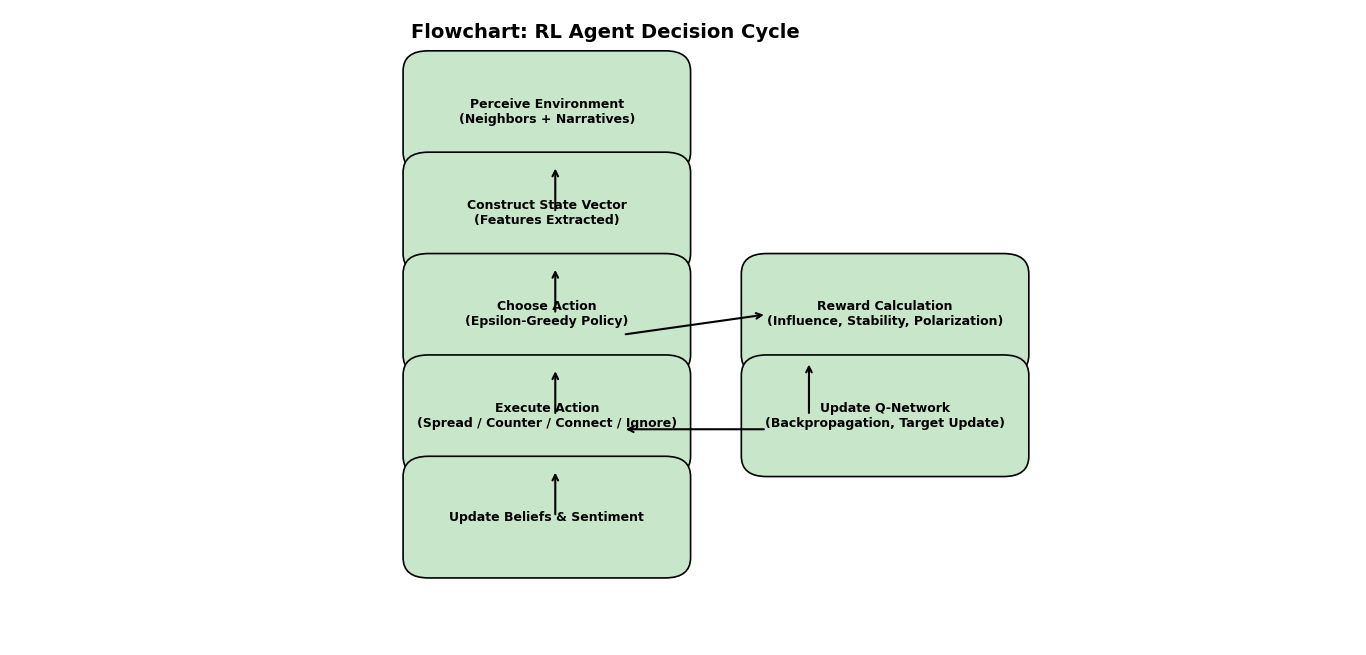 Flowchart: RL Agent Decision Cycle
Perceive Environment
(Neighbors + Narratives)
Construct State Vector
(Features Extracted)
Choose Action
(Epsilon-Greedy Policy)
Reward Calculation
(Influence, Stability, Polarization)
Execute Action
(Spread / Counter / Connect / Ignore)
Update Q-Network
(Backpropagation, Target Update)
Update Beliefs & Sentiment